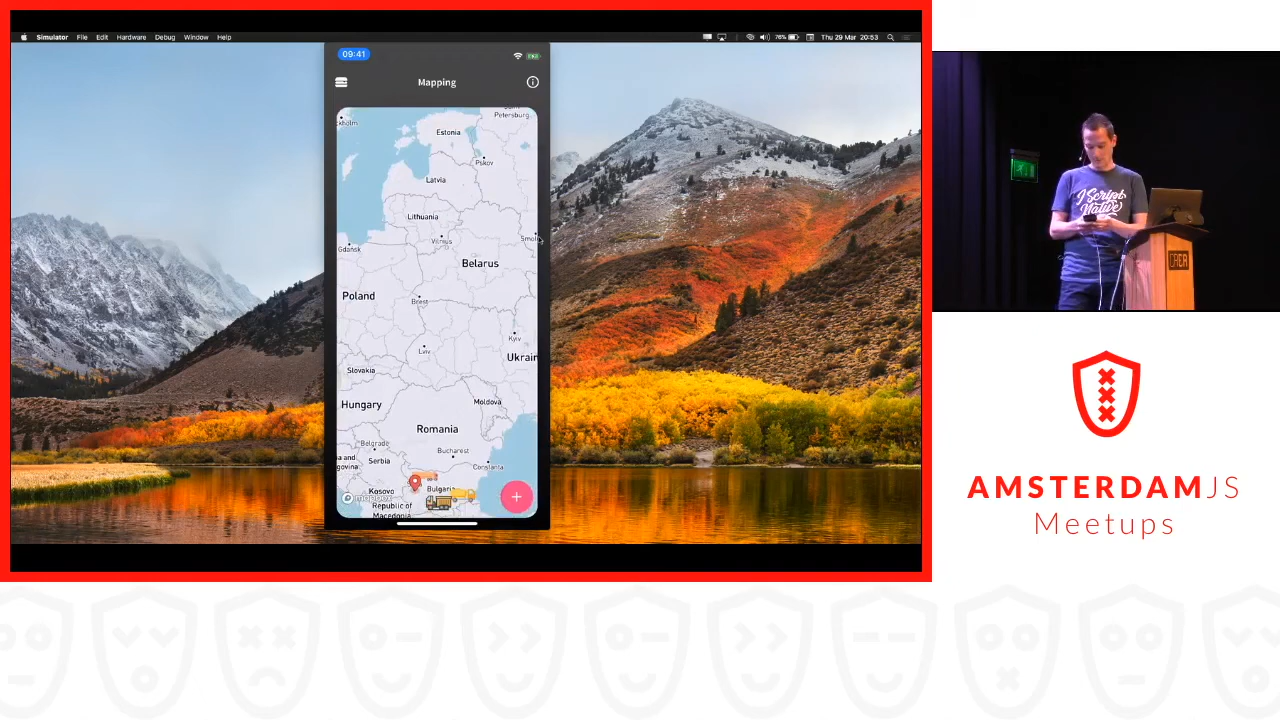 Simulator File Edit Hardware Debug Window Help
76% Thu 29 Mar 20:53
09:41
Mapping
Petersburg
Estonia
Pskov
Latvia
Lithuania
Vilnius
Gdansk
Belarus
Poland
Brest
Kyiv
Lviv
Slovakia
Hungary
Moldova
Romania
Belgrade
Bucharest
Serbia
Constanta
Kosovo
Bulgaria
Republic of
Macedonia
+
I Script
Native
CREA
AMSTERDAMJS
Meetups